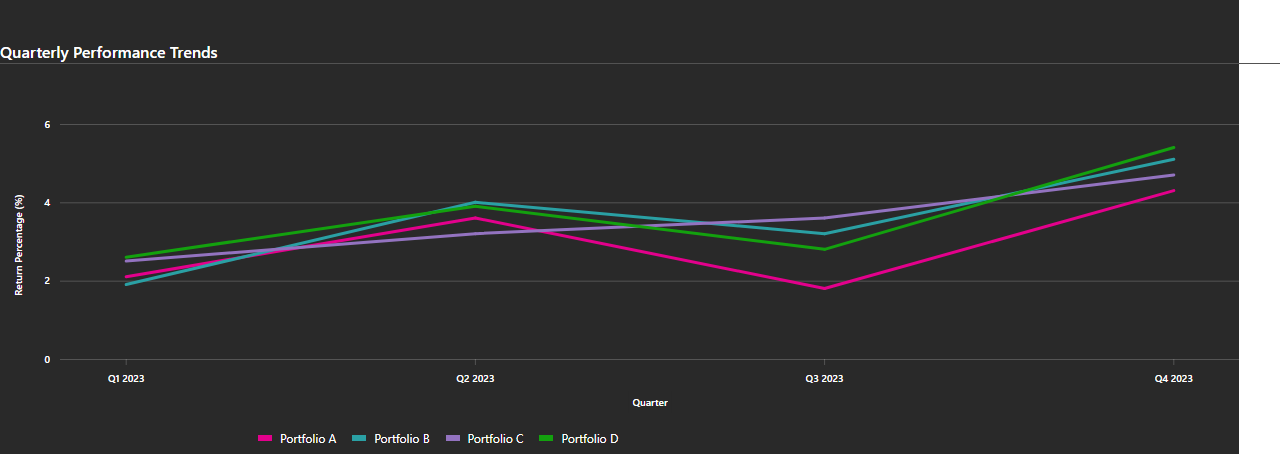 Quarterly Performance Trends
6
4
2
0
Return Percentage (%)
Q1 2023 Q2 2023 Q3 2023 Q4 2023
Quarter
Portfolio A Portfolio B Portfolio C Portfolio D